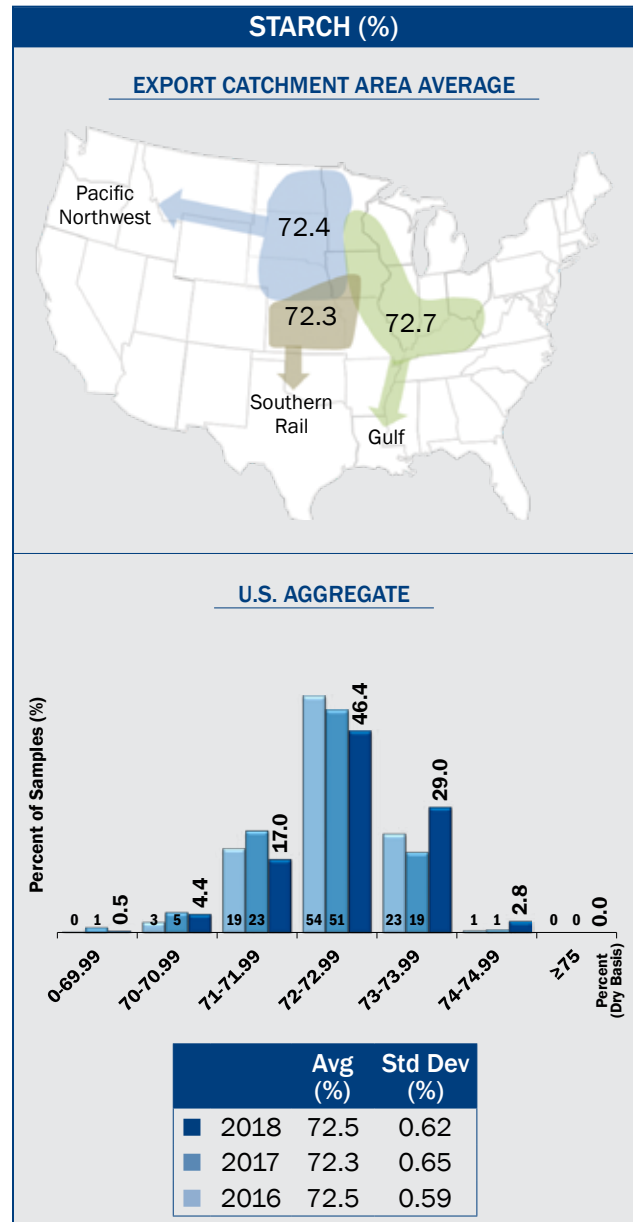 STARCH (%)
EXPORT CATCHMENT AREA AVERAGE
Pacific
Northwest
72.4
72.3
72.7
Southern
Rail
Gulf
U.S. AGGREGATE
Percent of Samples (%)
0 1 0.5
3 5 4.4
19 23 17.0
54 51 46.4
23 19 29.0
1 1 2.8
0 0 0.0
0-69.99
70-70.99
71-71.99
72-72.99
73-73.99
74-74.99
≥75
Percent
(Dry Basis)
Avg Std Dev
(%) (%)
2018 72.5 0.62
2017 72.3 0.65
2016 72.5 0.59